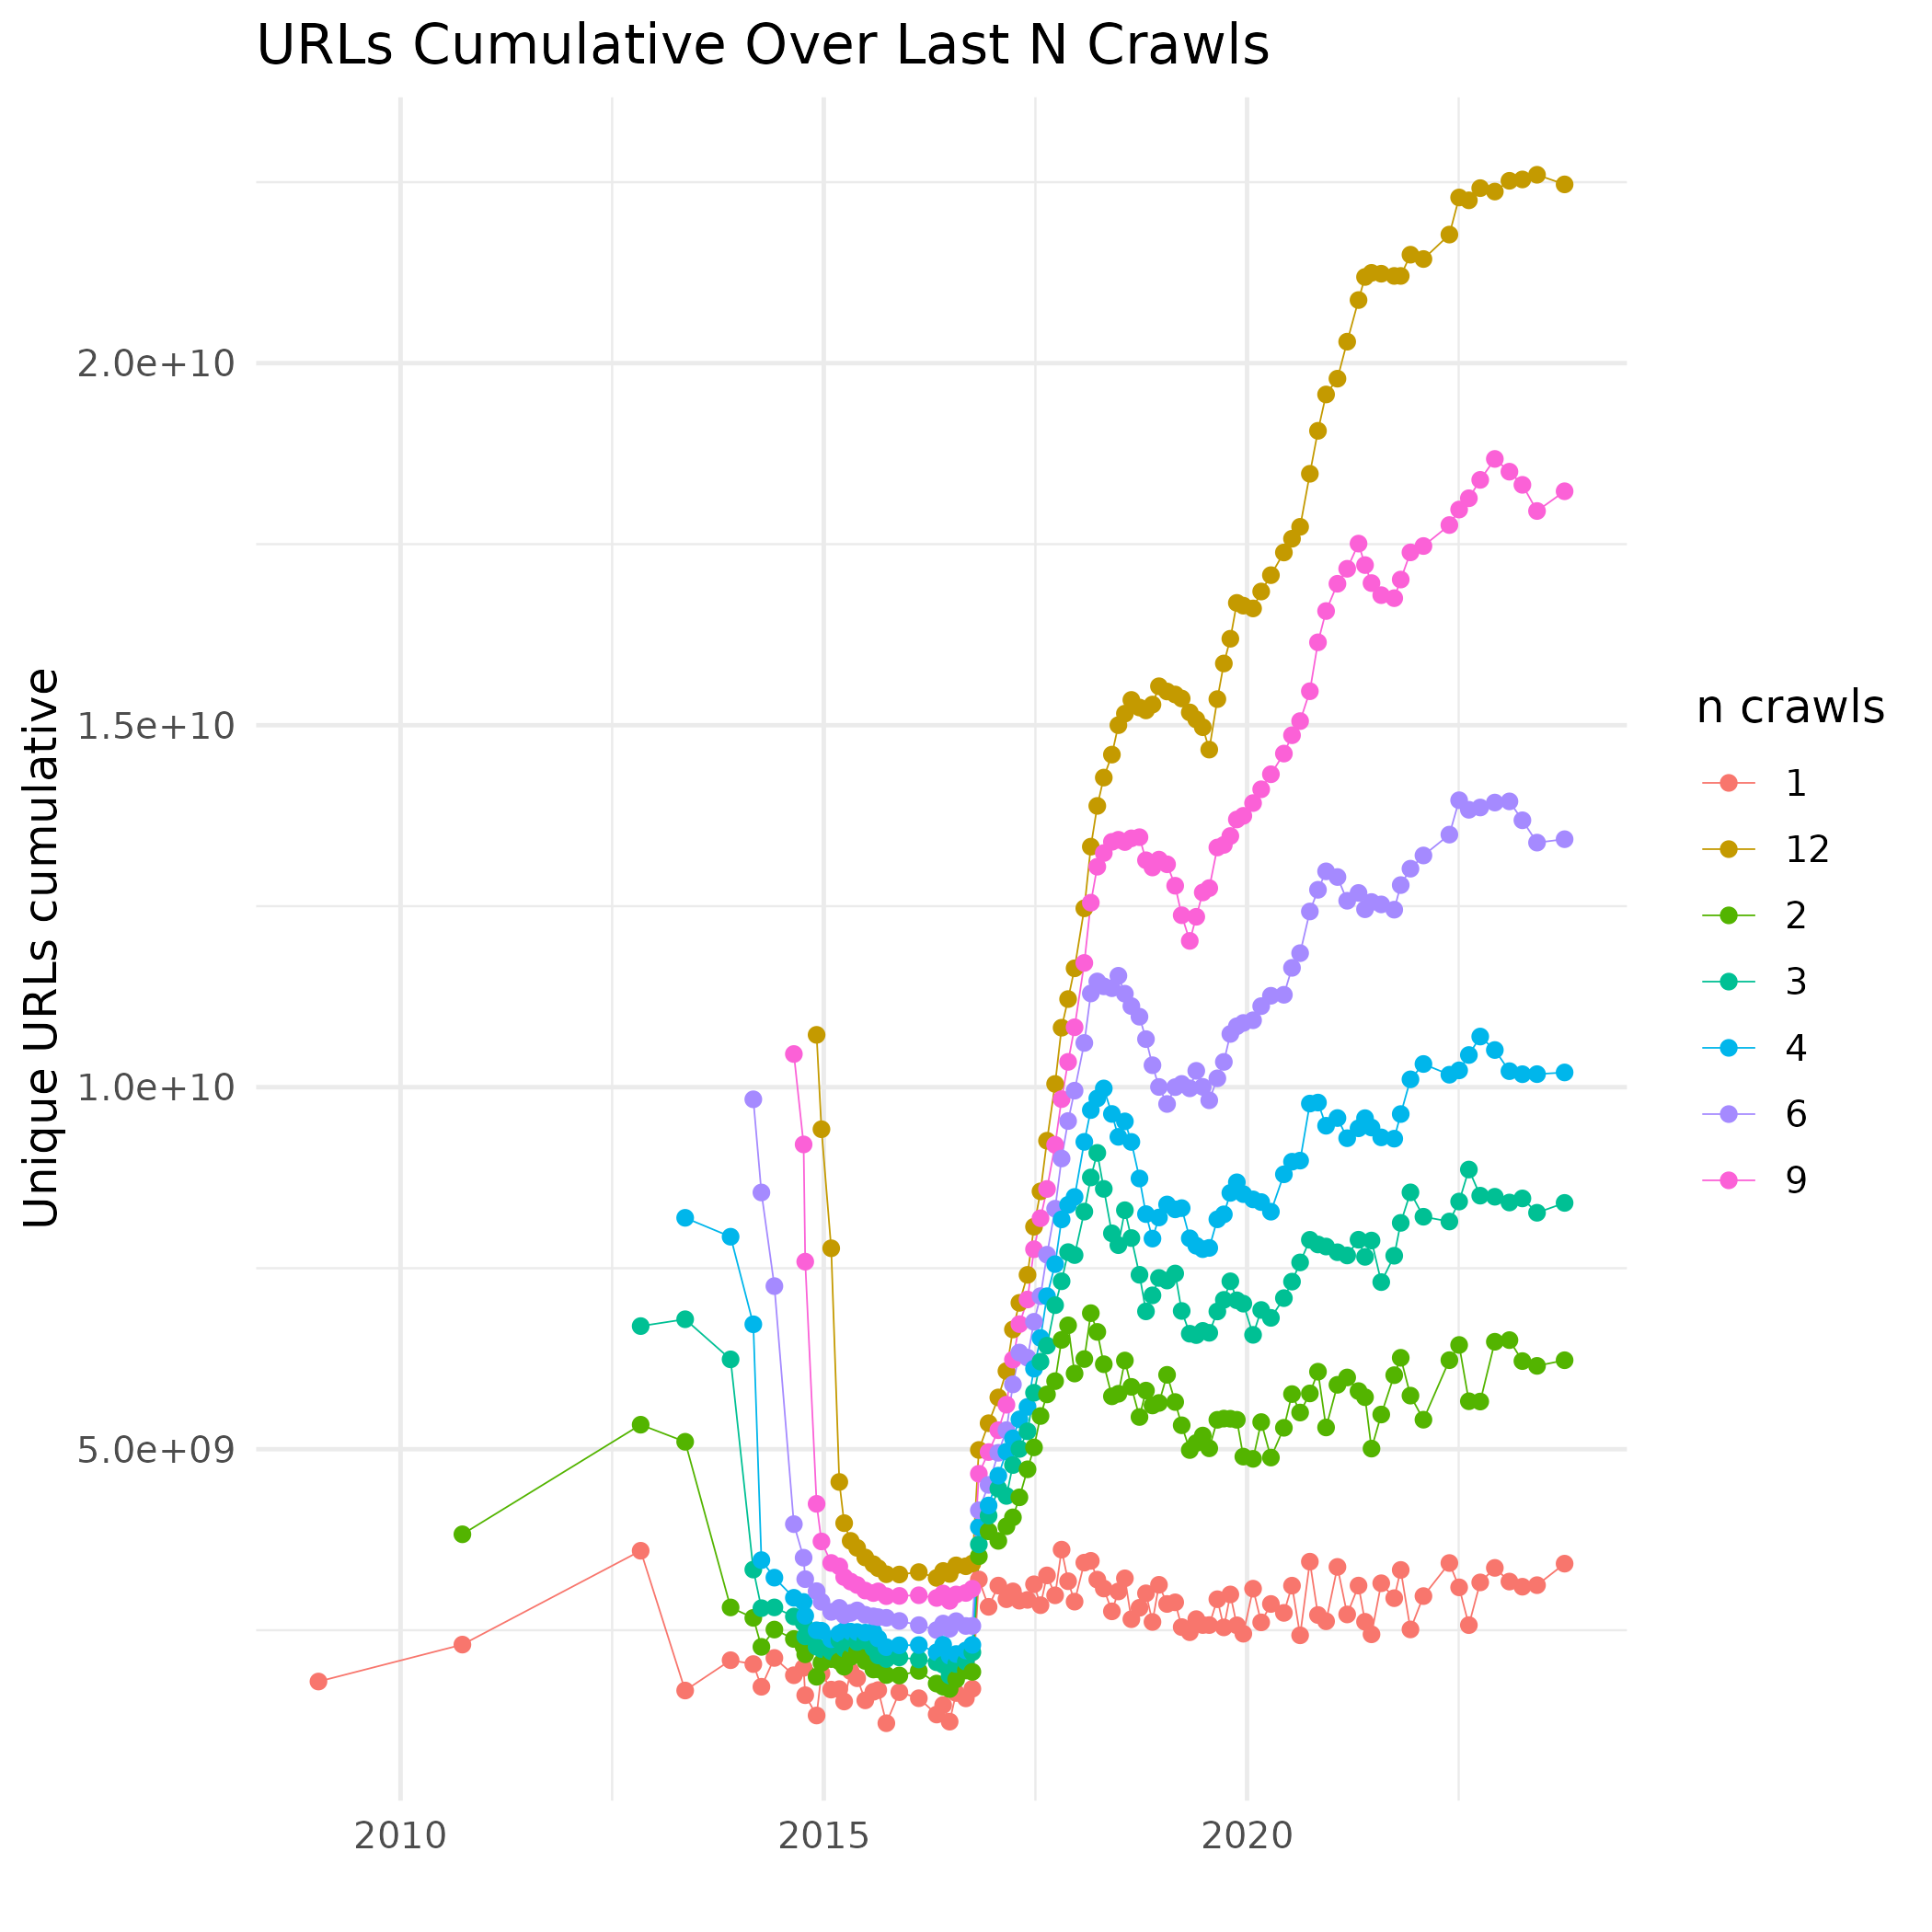 URLs Cumulative Over Last N Crawls
Unique URLs cumulative
2.0e+10
1.5e+10
1.0e+10
5.0e+09
2010
2015
2020
n crawls
1
12
2
3
4
6
9